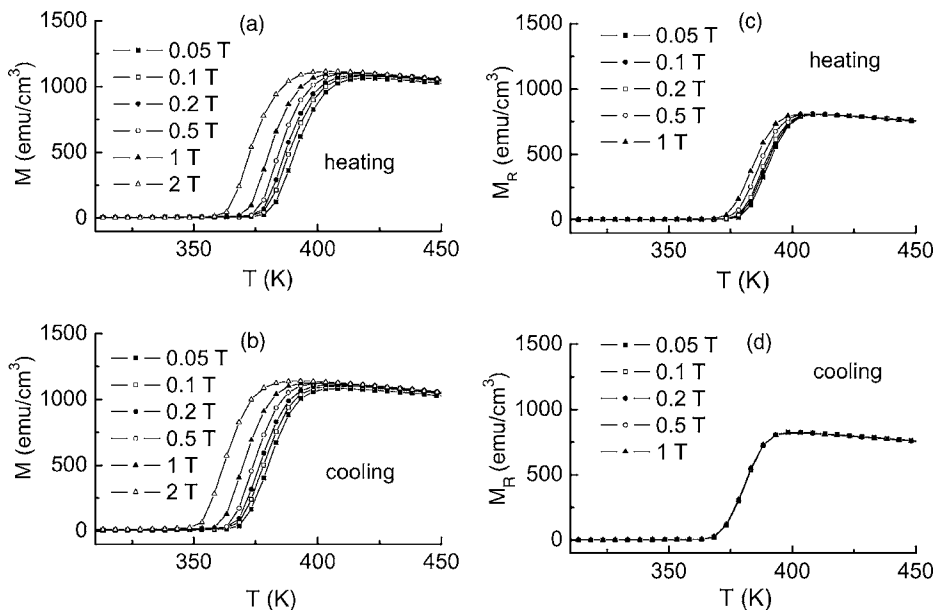 (a)
0.05 T
0.1 T
0.2 T
0.5 T
1 T
2 T
heating
M (emu/cm³)
1500
1000
500
0
350
400
450
T (K)
(c)
0.05 T
0.1 T
0.2 T
0.5 T
1 T
heating
M_R (emu/cm³)
1500
1000
500
0
350
400
450
T (K)
(b)
0.05 T
0.1 T
0.2 T
0.5 T
1 T
2 T
cooling
M (emu/cm³)
1500
1000
500
0
350
400
450
T (K)
(d)
0.05 T
0.1 T
0.2 T
0.5 T
1 T
cooling
M_R (emu/cm³)
1500
1000
500
0
350
400
450
T (K)